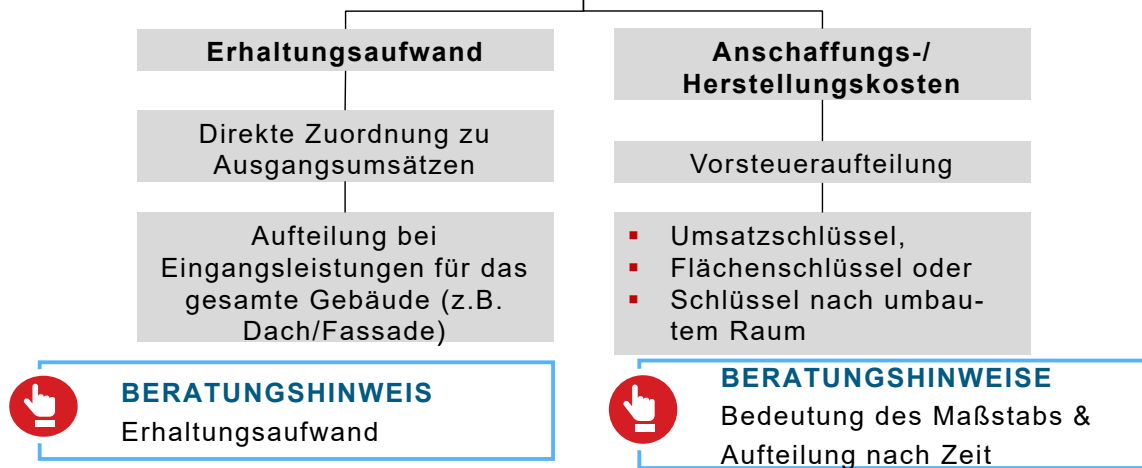 Erhaltungsaufwand
Direkte Zuordnung zu
Ausgangsumsätzen
Aufteilung bei
Eingangsleistungen für das
gesamte Gebäude (z.B.
Dach/Fassade)
BERATUNGSHINWEIS
Erhaltungsaufwand
Anschaffungs-/
Herstellungskosten
Vorsteueraufteilung
▪ Umsatzschlüssel,
▪ Flächenschlüssel oder
▪ Schlüssel nach umbau-
tem Raum
BERATUNGSHINWEISE
Bedeutung des Maßstabs &
Aufteilung nach Zeit